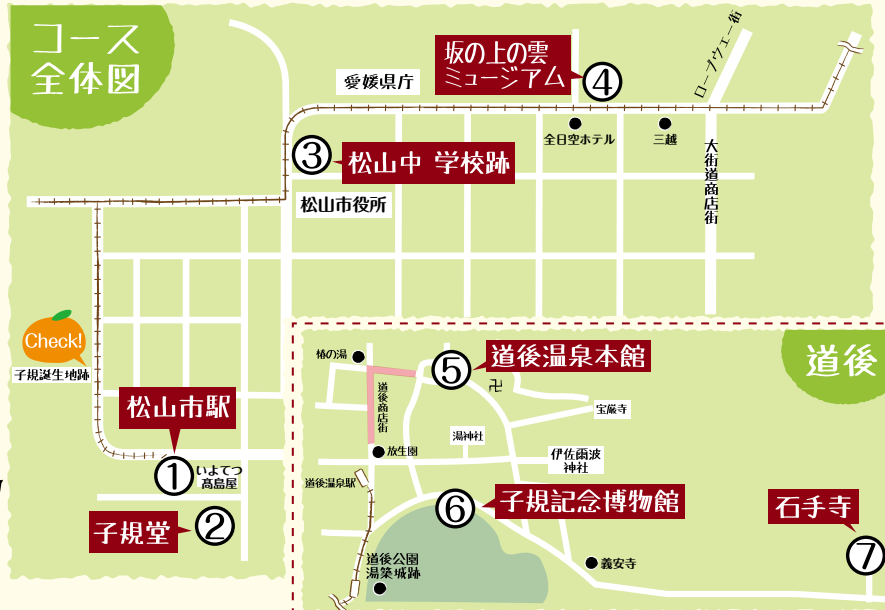 コース
全体図
愛媛県庁
坂の上の雲
ミュージアム
④
ロープウェー街
全日空ホテル
三越
大街道商店街
③
松山中 学校跡
松山市役所
Check!
子規誕生地跡
松山市駅
①
いよてつ
髙島屋
子規堂
②
道後
椿の湯
⑤
道後温泉本館
卍
道後商店街
宝厳寺
湯神社
放生園
伊佐爾波
神社
道後温泉駅
⑥
子規記念博物館
石手寺
⑦
道後公園
湯築城跡
義安寺